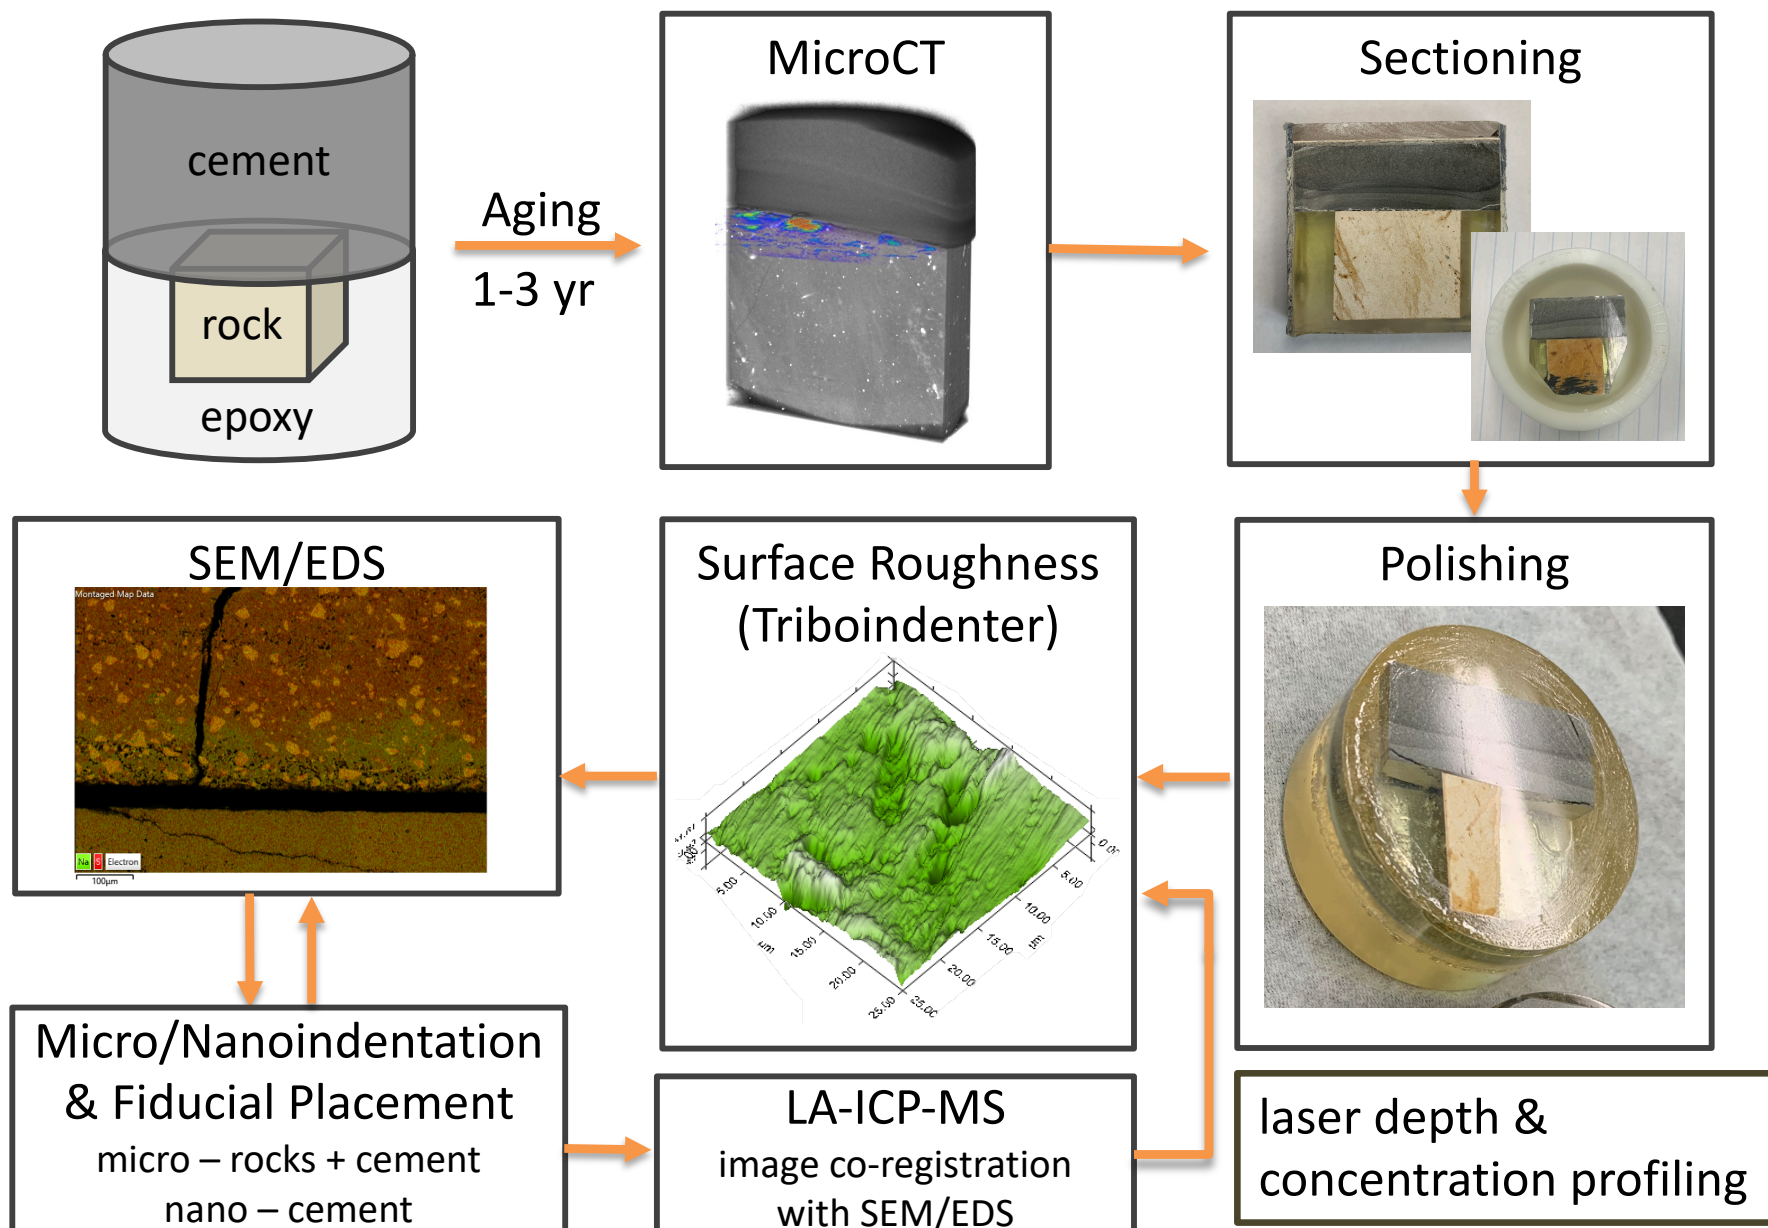 cement
rock
epoxy
Aging
1-3 yr
MicroCT
Sectioning
SEM/EDS
Montaged Map Data
Na S Electron
100μm
Surface Roughness
(Triboindenter)
5.00
10.00
μm
15.00
20.00
25.00
25.00
20.00
μm
15.00
10.00
5.00
Polishing
Micro/Nanoindentation
& Fiducial Placement
micro – rocks + cement
nano – cement
LA-ICP-MS
image co-registration
with SEM/EDS
laser depth &
concentration profiling